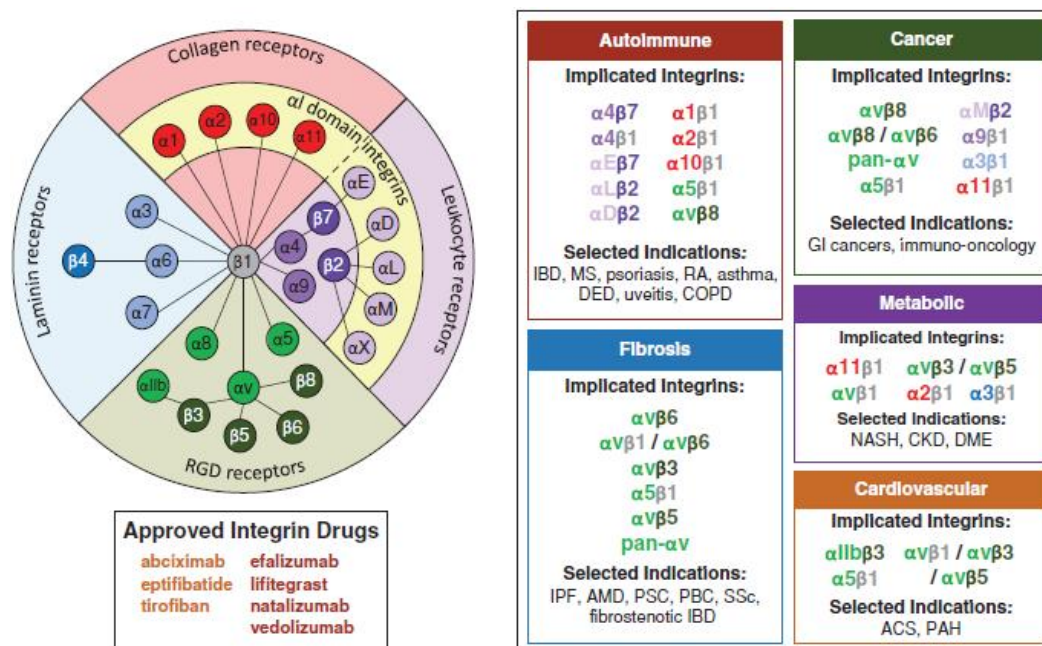 Collagen receptors
αI domain integrins
Leukocyte receptors
Laminin receptors
RGD receptors
α1
α2
α10
α11
αE
β7
αD
α3
α4
β4
α6
β1
β2
αL
α9
α7
αM
α8
α5
αX
αIIb
αv
β8
β3
β5
β6
Approved Integrin Drugs
abciximab efalizumab
eptifibatide lifitegrast
tirofiban natalizumab
vedolizumab
Autoimmune
Implicated Integrins:
α4β7 α1β1
α4β1 α2β1
αEβ7 α10β1
αLβ2 α5β1
αDβ2 αvβ8
Selected Indications:
IBD, MS, psoriasis, RA, asthma,
DED, uveitis, COPD
Fibrosis
Implicated Integrins:
αvβ6
αvβ1 / αvβ6
αvβ3
α5β1
αvβ5
pan-αv
Selected Indications:
IPF, AMD, PSC, PBC, SSc,
fibrostenotic IBD
Cancer
Implicated Integrins:
αvβ8 αMβ2
αvβ8 / αvβ6 α9β1
pan-αv α3β1
α5β1 α11β1
Selected Indications:
GI cancers, immuno-oncology
Metabolic
Implicated Integrins:
α11β1 αvβ3 / αvβ5
αvβ1 α2β1 α3β1
Selected Indications:
NASH, CKD, DME
Cardiovascular
Implicated Integrins:
αIIbβ3 αvβ1 / αvβ3
α5β1 / αvβ5
Selected Indications:
ACS, PAH